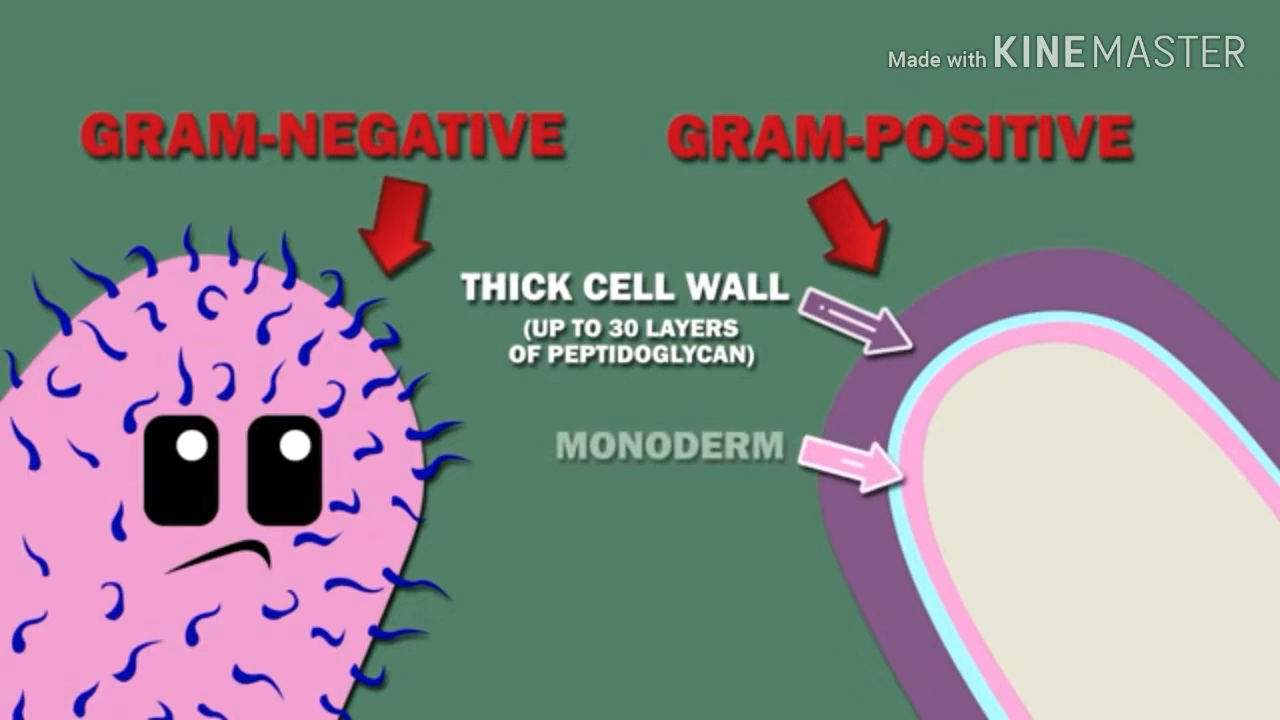 Made with KINEMASTER
GRAM-NEGATIVE
GRAM-POSITIVE
THICK CELL WALL
(UP TO 30 LAYERS
OF PEPTIDOGLYCAN)
MONODERM